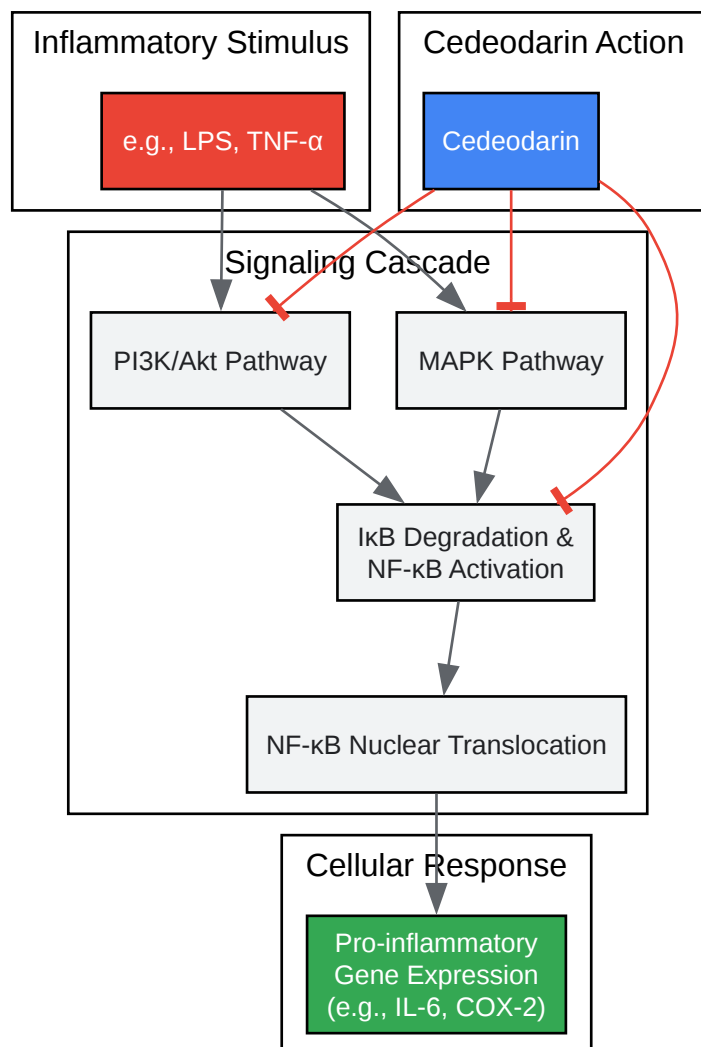 Inflammatory Stimulus
Cedeodarin Action
e.g., LPS, TNF-α
Cedeodarin
Signaling Cascade
PI3K/Akt Pathway
MAPK Pathway
IκB Degradation &
NF-κB Activation
NF-κB Nuclear Translocation
Cellular Response
Pro-inflammatory
Gene Expression
(e.g., IL-6, COX-2)